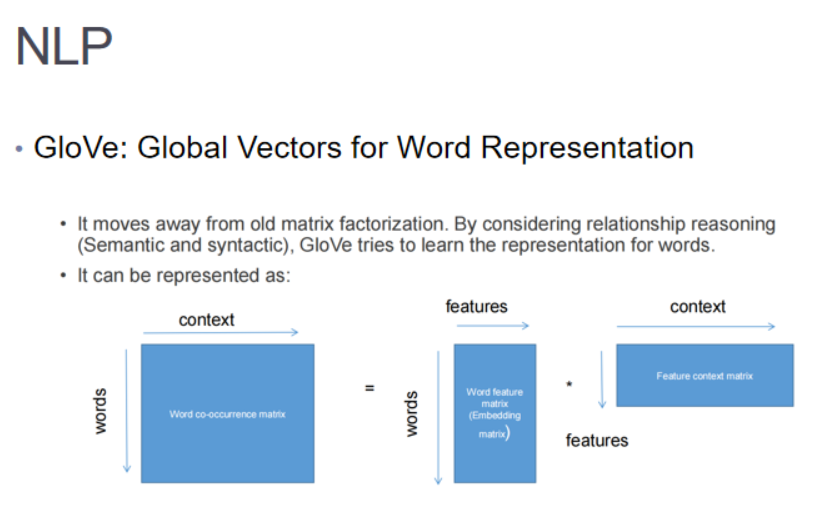 NLP
• GloVe: Global Vectors for Word Representation
• It moves away from old matrix factorization. By considering relationship reasoning
(Semantic and syntactic), GloVe tries to learn the representation for words.
• It can be represented as:
context
words
Word co-occurrence matrix
=
features
words
Word feature
matrix
(Embedding
matrix)
*
context
features
Feature context matrix